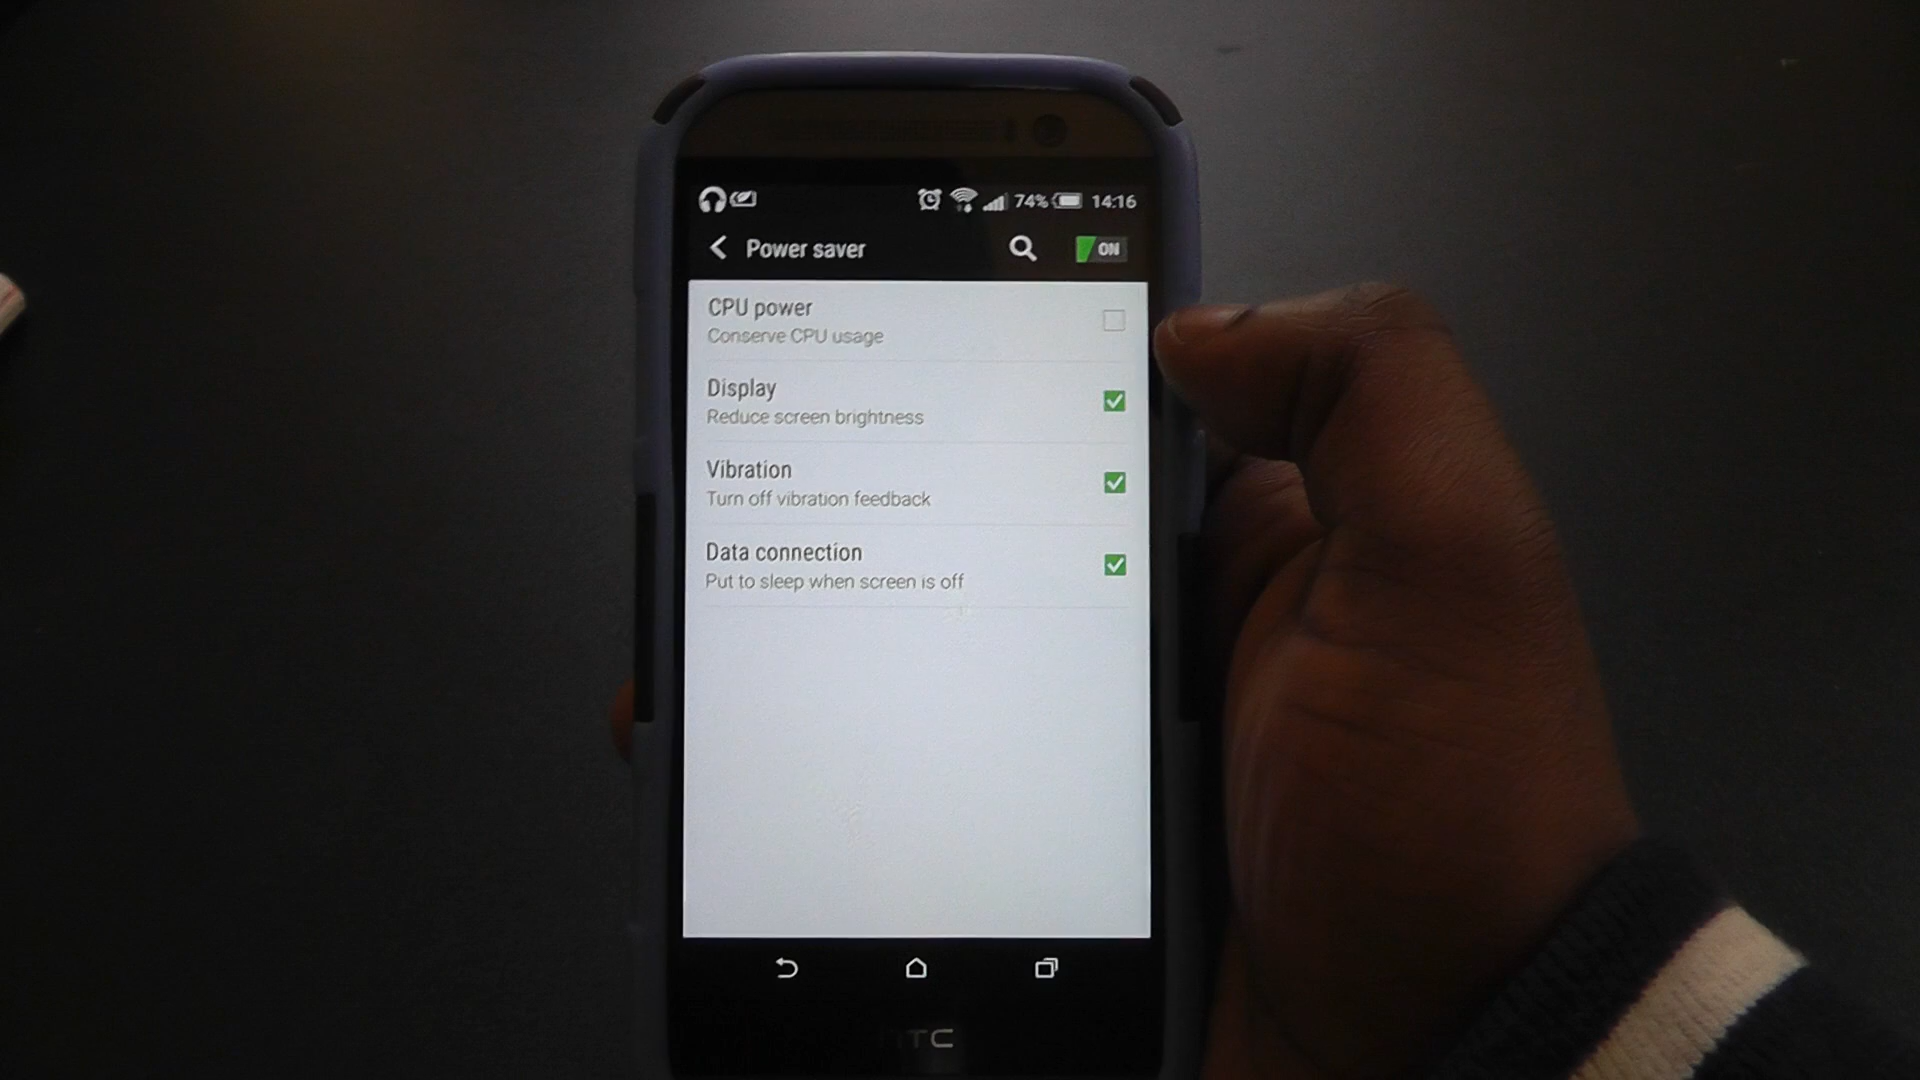 74% 14:16
Power saver ON
CPU power
Conserve CPU usage
Display
Reduce screen brightness
Vibration
Turn off vibration feedback
Data connection
Put to sleep when screen is off
HTC